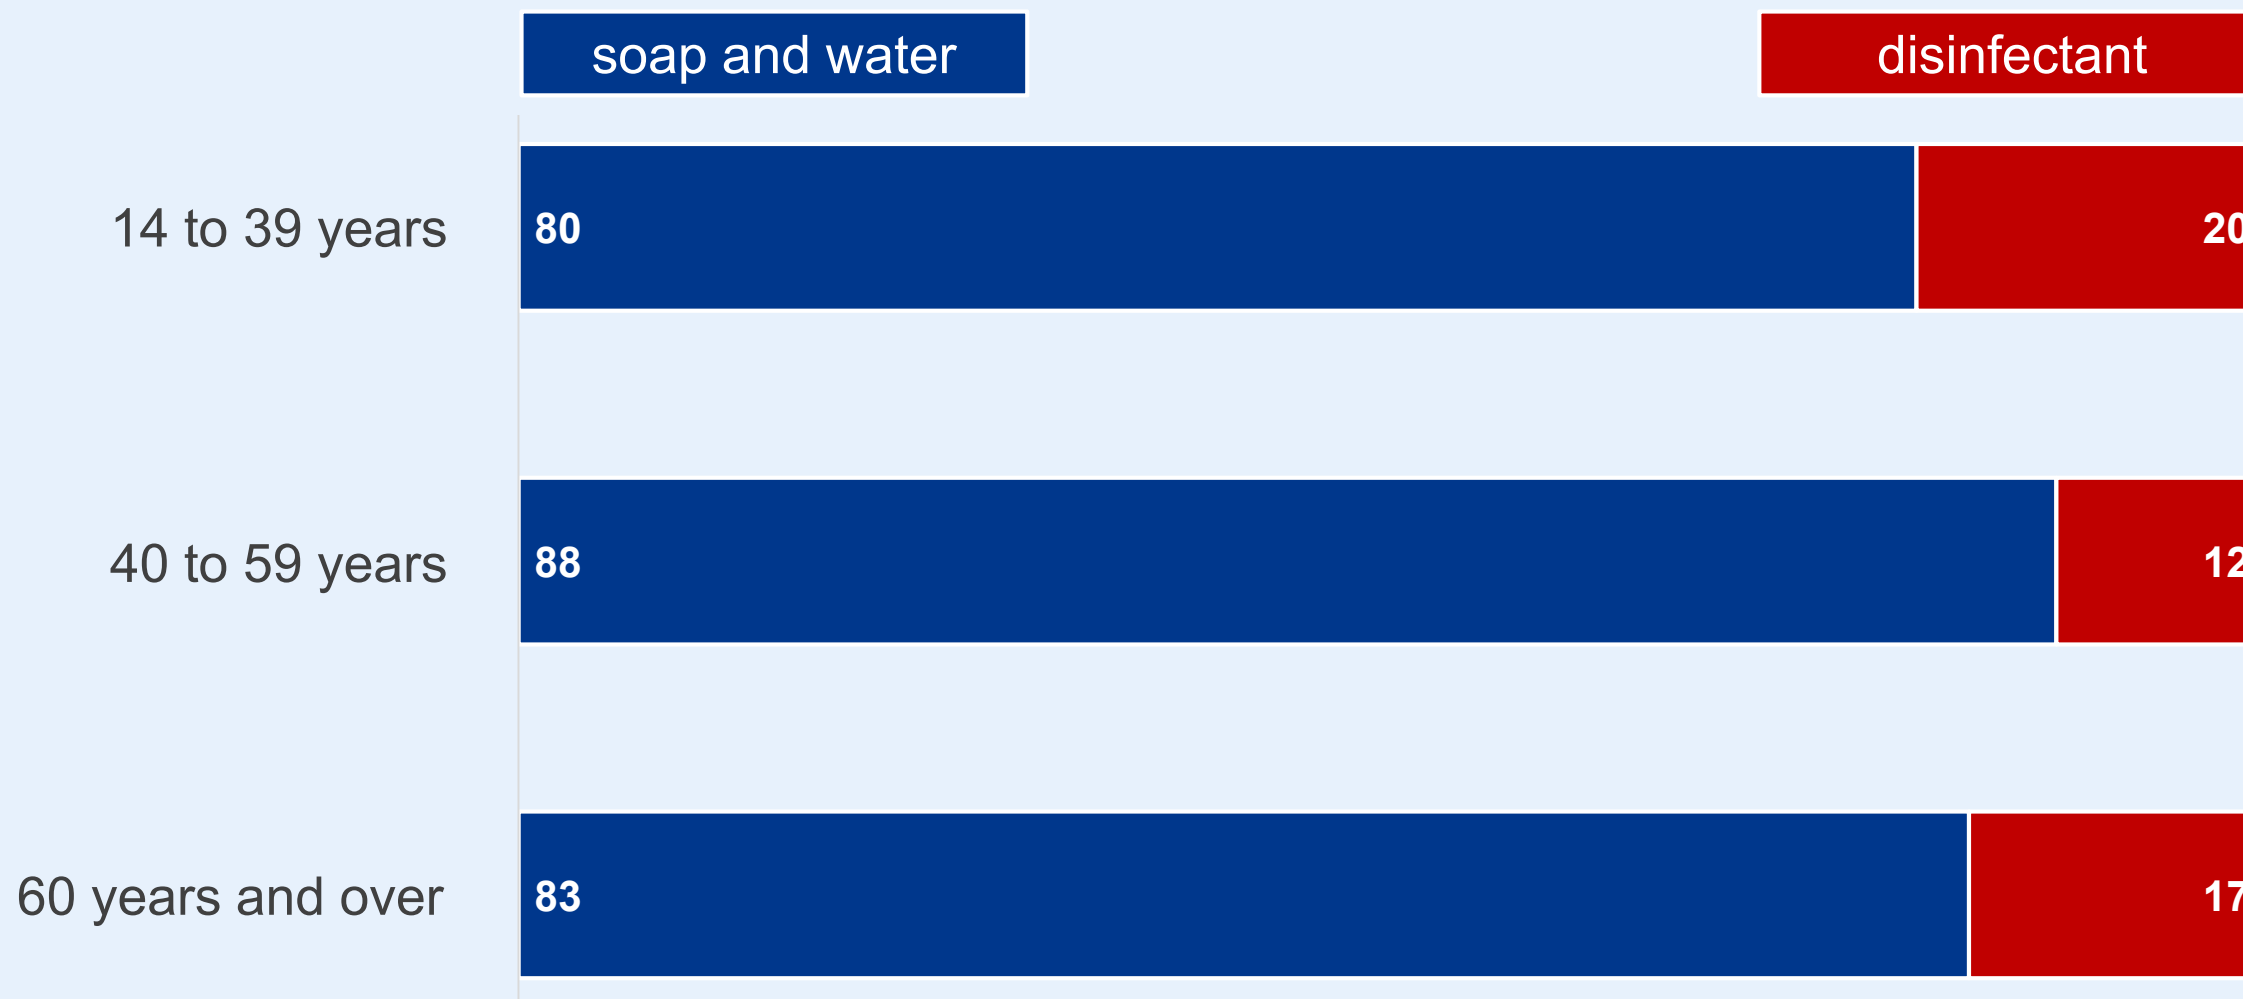 soap and water disinfectant
14 to 39 years 80 20
40 to 59 years 88 12
60 years and over 83 17